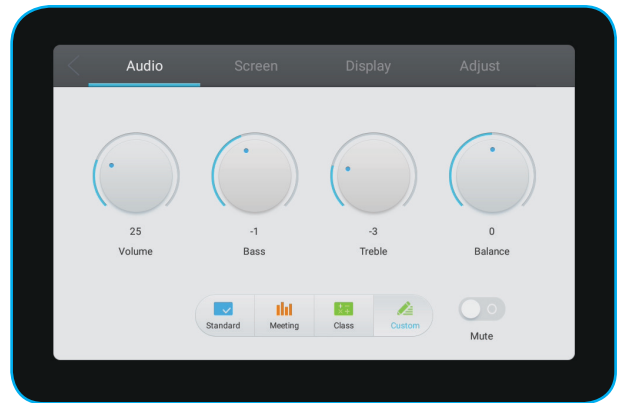 Audio Screen Display Adjust
25 -1 -3 0
Volume Bass Treble Balance
Standard Meeting Class Custom
Mute